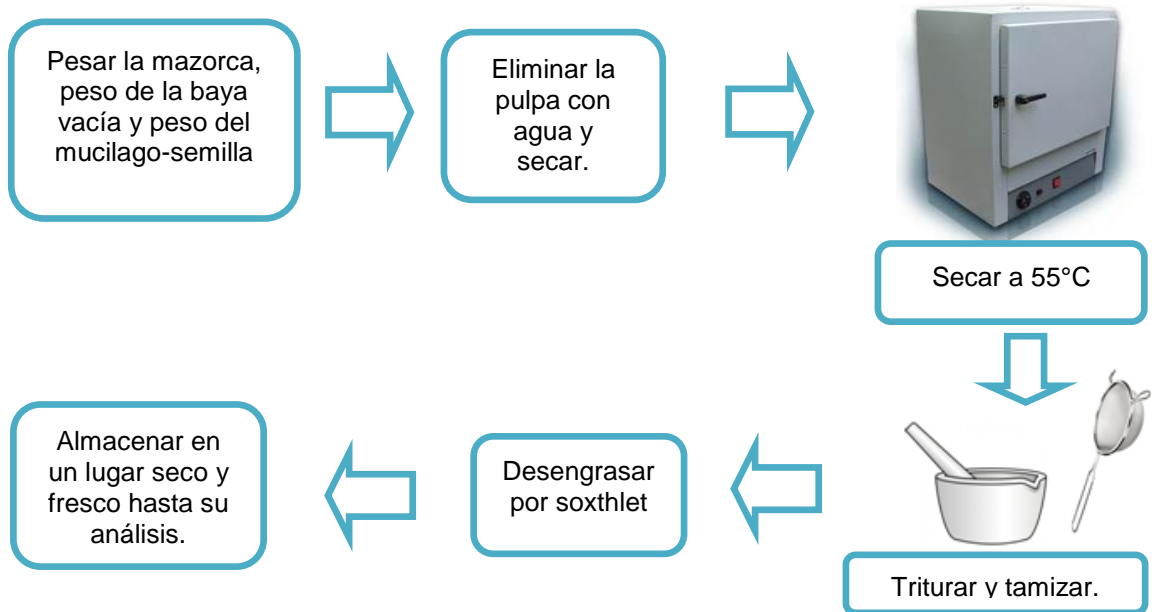 Pesar la mazorca,
peso de la baya
vacía y peso del
mucilago-semilla
Eliminar la
pulpa con
agua y
secar.
Secar a 55°C
Triturar y tamizar.
Desengrasar
por soxthlet
Almacenar en
un lugar seco y
fresco hasta su
análisis.